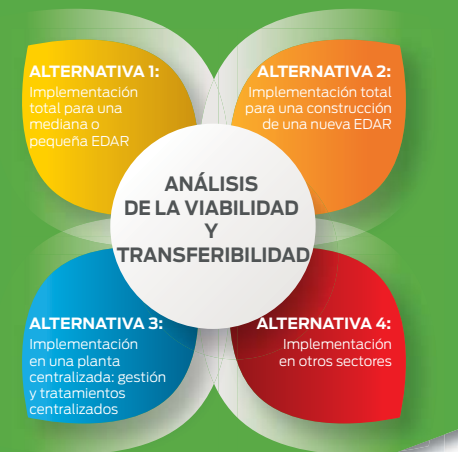 ALTERNATIVA 1:
Implementación
total para una
mediana o
pequeña EDAR
ALTERNATIVA 2:
Implementación total
para una construcción
de una nueva EDAR
ANÁLISIS
DE LA VIABILIDAD
Y
TRANSFERIBILIDAD
ALTERNATIVA 3:
Implementación
en una planta
centralizada: gestión
y tratamientos
centralizados
ALTERNATIVA 4:
Implementación
en otros sectores